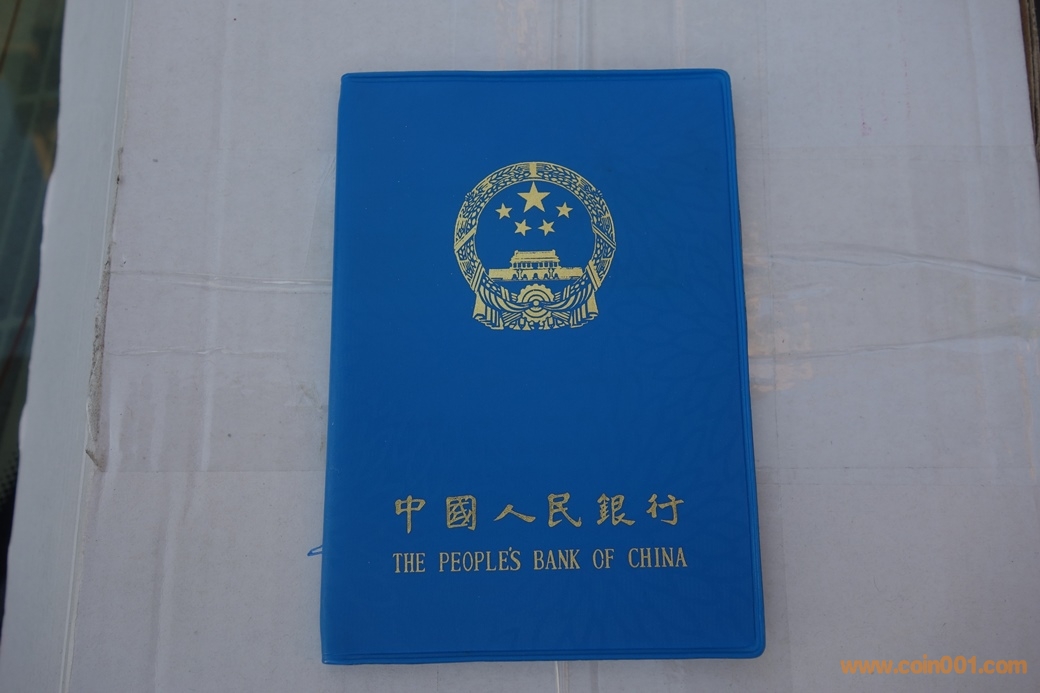 中國人民銀行
THE PEOPLE'S BANK OF CHINA
www.coin001.com